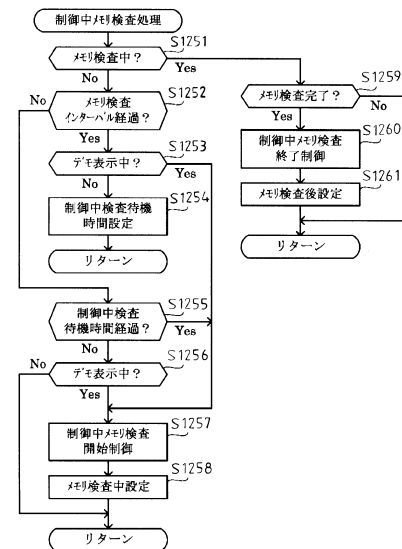 制御中メモリ検査処理
S1251
メモリ検査中？
Yes
No
S1252
No
メモリ検査
インターバル経過？
Yes
S1253
デモ表示中？
Yes
No
S1254
制御中検査待機
時間設定
リターン
S1255
制御中検査
待機時間経過？
Yes
No
S1256
No
デモ表示中？
Yes
S1257
制御中メモリ検査
開始制御
S1258
メモリ検査中設定
リターン
S1259
メモリ検査完了？
No
Yes
S1260
制御中メモリ検査
終了制御
S1261
メモリ検査後設定
リターン